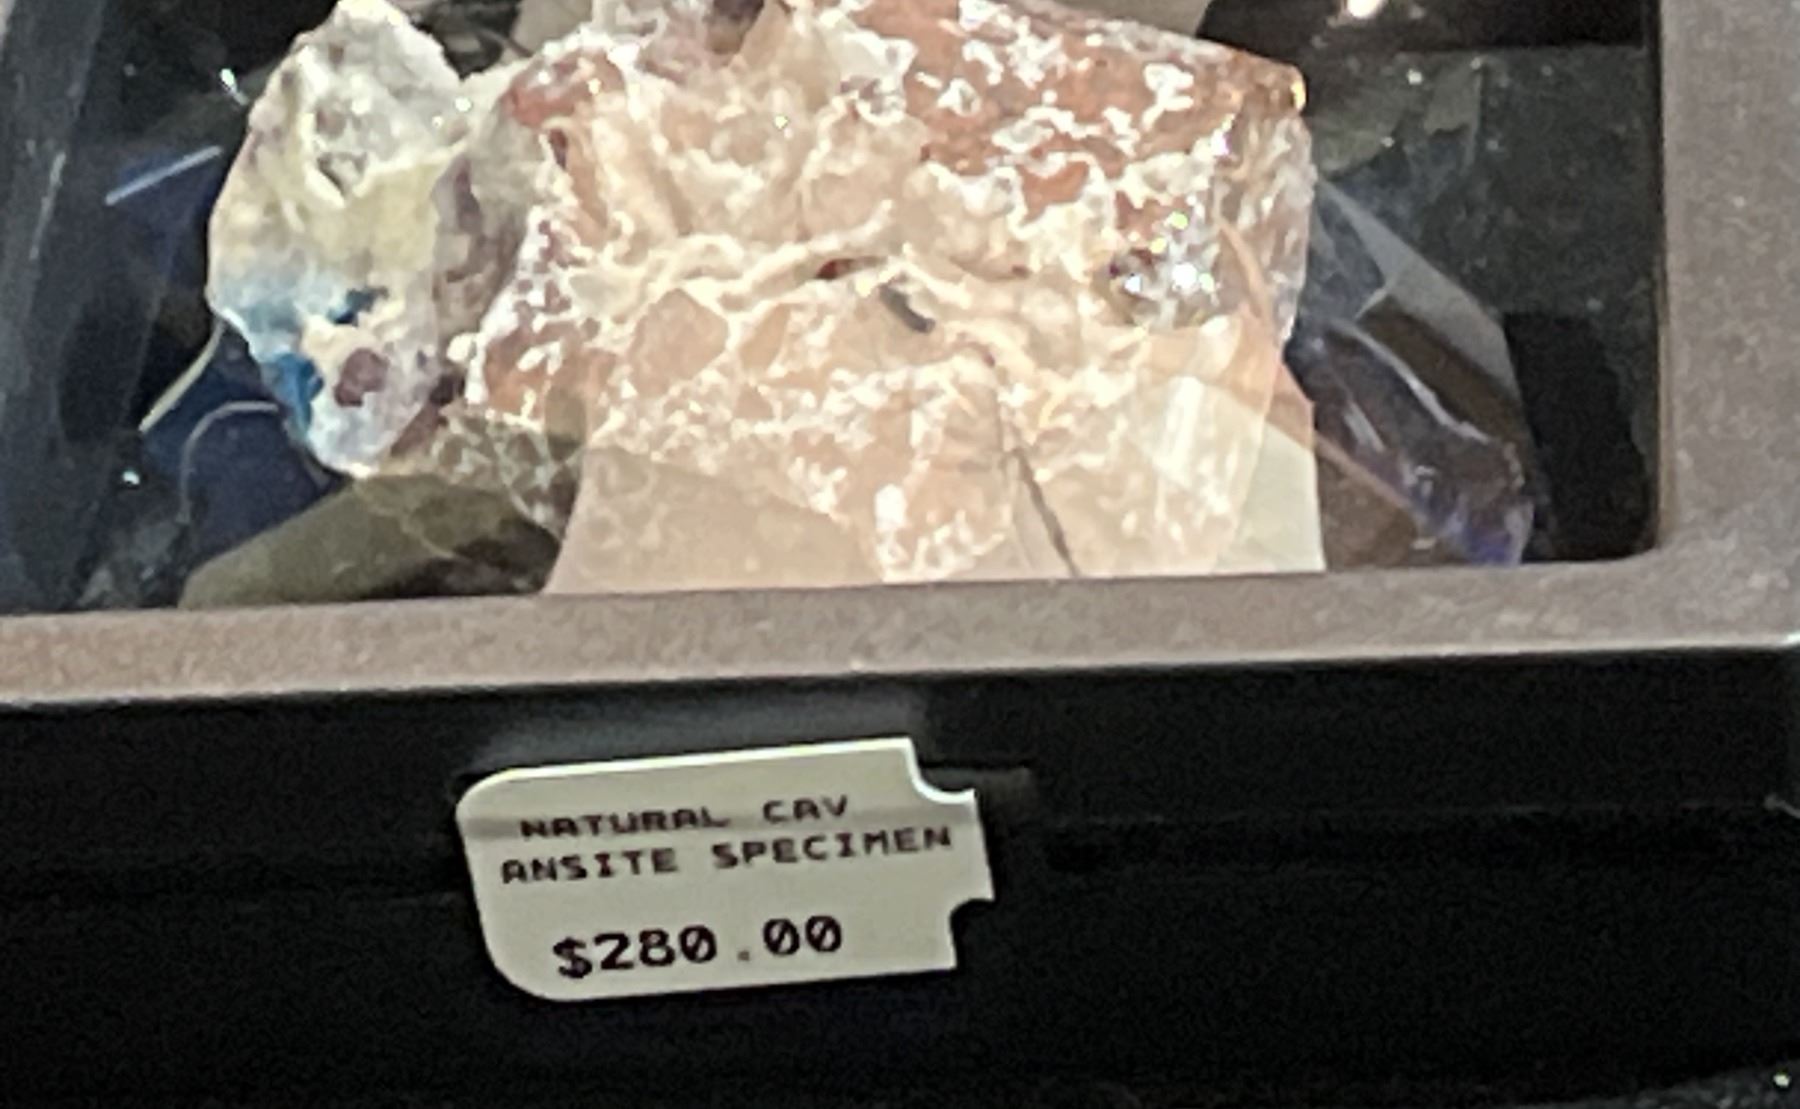 NATURAL CAV
ANSITE SPECIMEN
$280.00